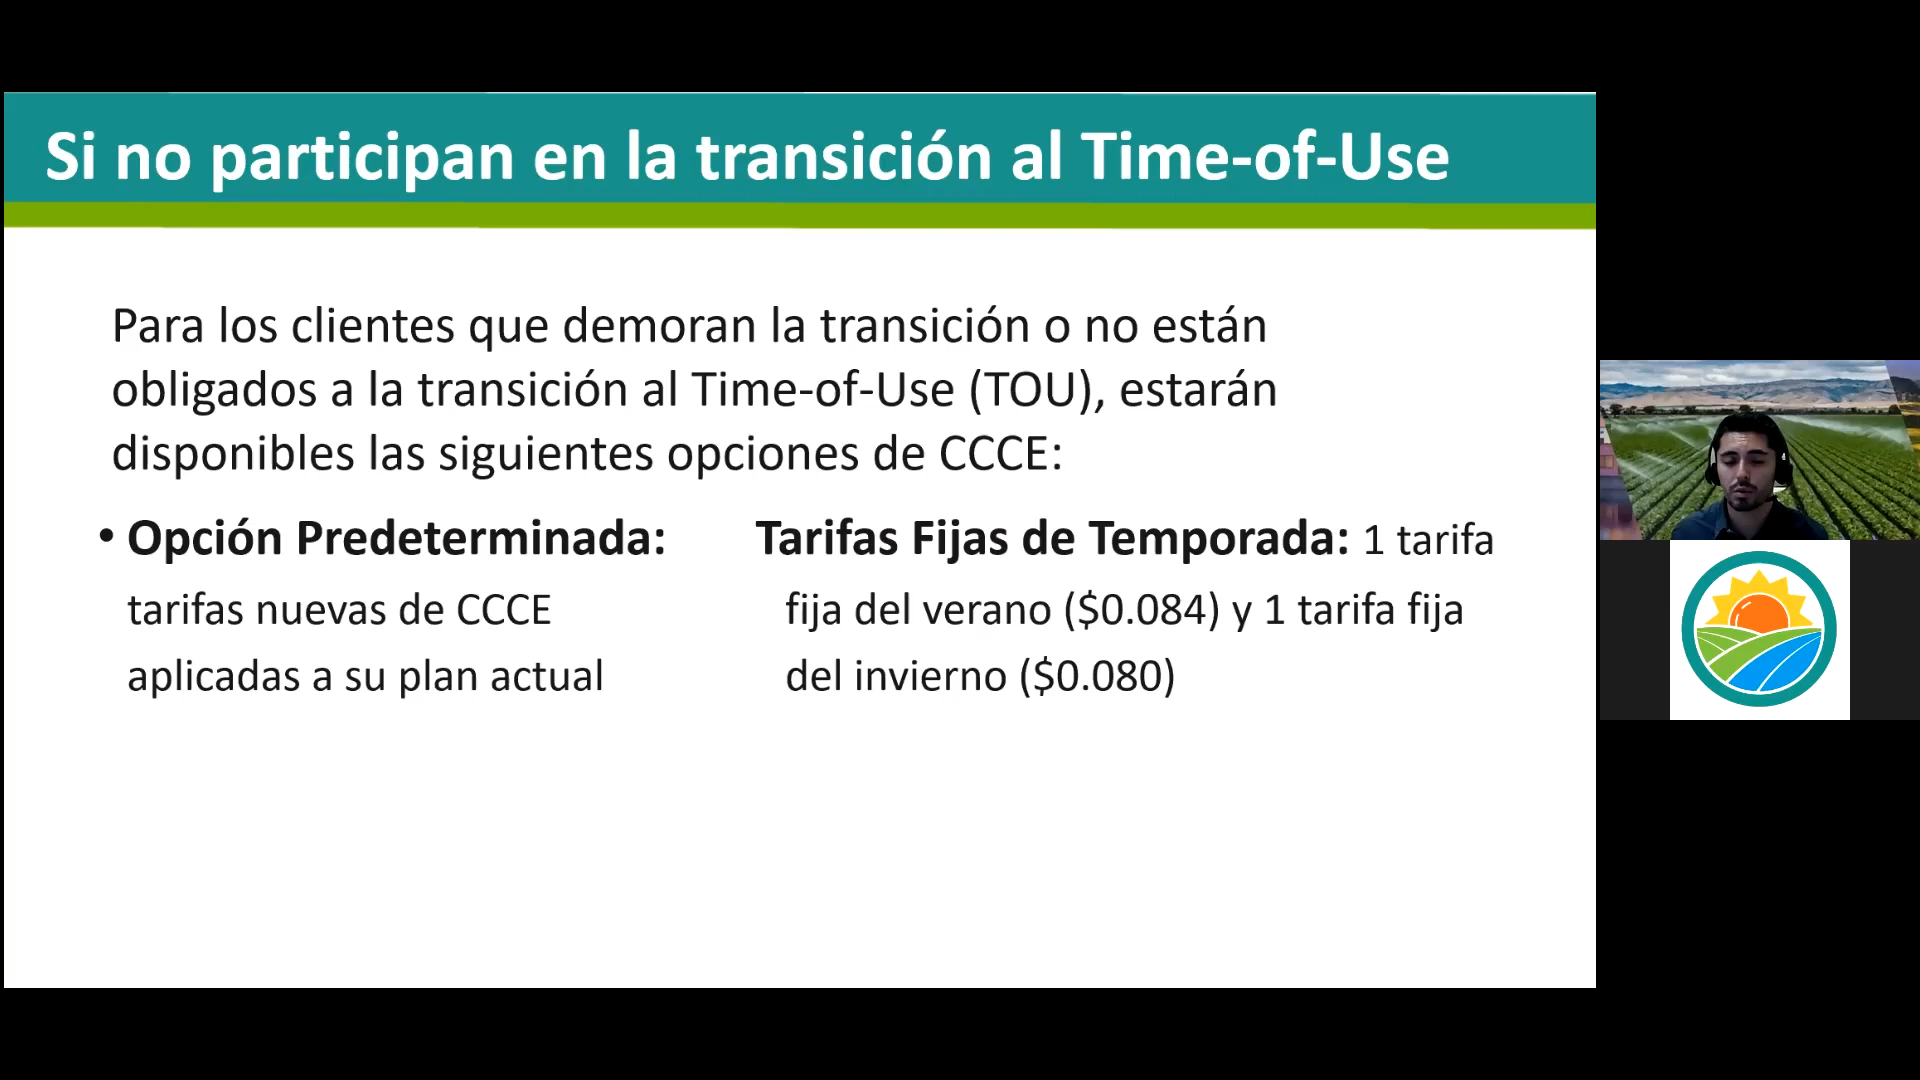 Si no participan en la transición al Time-of-Use
Para los clientes que demoran la transición o no están
obligados a la transición al Time-of-Use (TOU), estarán
disponibles las siguientes opciones de CCCE:
• Opción Predeterminada:
tarifas nuevas de CCCE
aplicadas a su plan actual
Tarifas Fijas de Temporada: 1 tarifa
fija del verano ($0.084) y 1 tarifa fija
del invierno ($0.080)